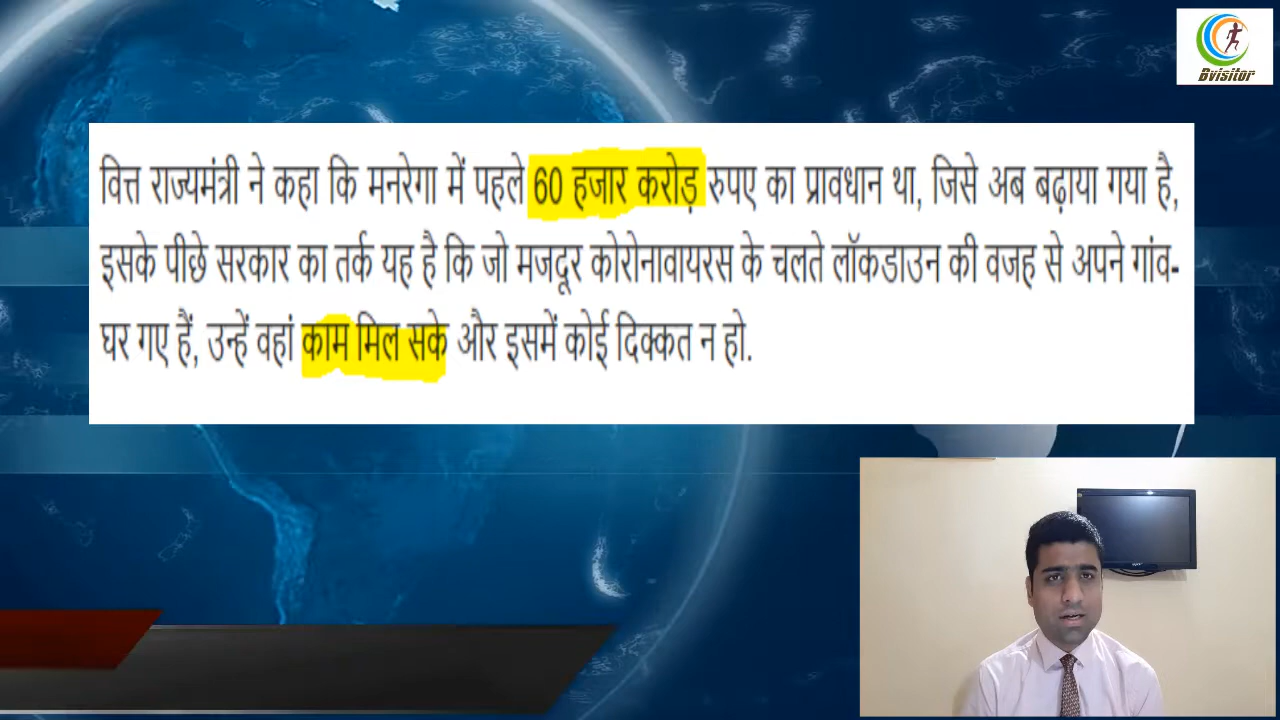 Bvisitor
वित्त राज्यमंत्री ने कहा कि मनरेगा में पहले 60 हजार करोड़ रुपए का प्रावधान था, जिसे अब बढ़ाया गया है,
इसके पीछे सरकार का तर्क यह है कि जो मजदूर कोरोनावायरस के चलते लॉकडाउन की वजह से अपने गांव-
घर गए हैं, उन्हें वहां काम मिल सके और इसमें कोई दिक्कत न हो.